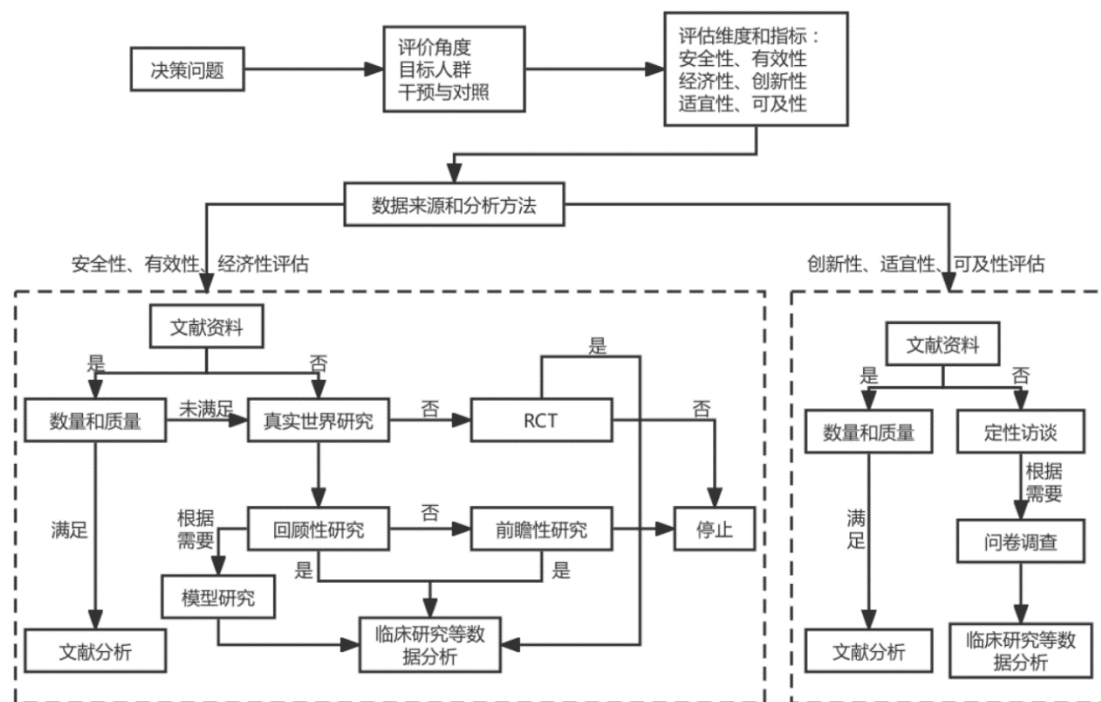 决策问题
评价角度
目标人群
干预与对照
评估维度和指标：
安全性、有效性
经济性、创新性
适宜性、可及性
数据来源和分析方法
安全性、有效性、经济性评估
创新性、适宜性、可及性评估
文献资料
是
否
数量和质量
未满足
真实世界研究
否
RCT
是
否
满足
根据
需要
回顾性研究
否
前瞻性研究
停止
是
是
模型研究
文献分析
临床研究等数
据分析
文献资料
是
否
数量和质量
定性访谈
根据
需要
满
足
问卷调查
文献分析
临床研究等数
据分析